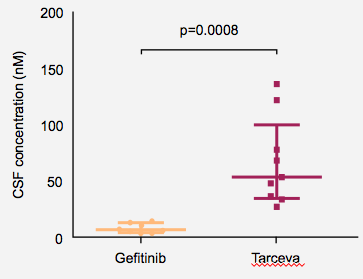 200
p=0.0008
150
100
50
0
CSF concentration (nM)
Gefitinib
Tarceva